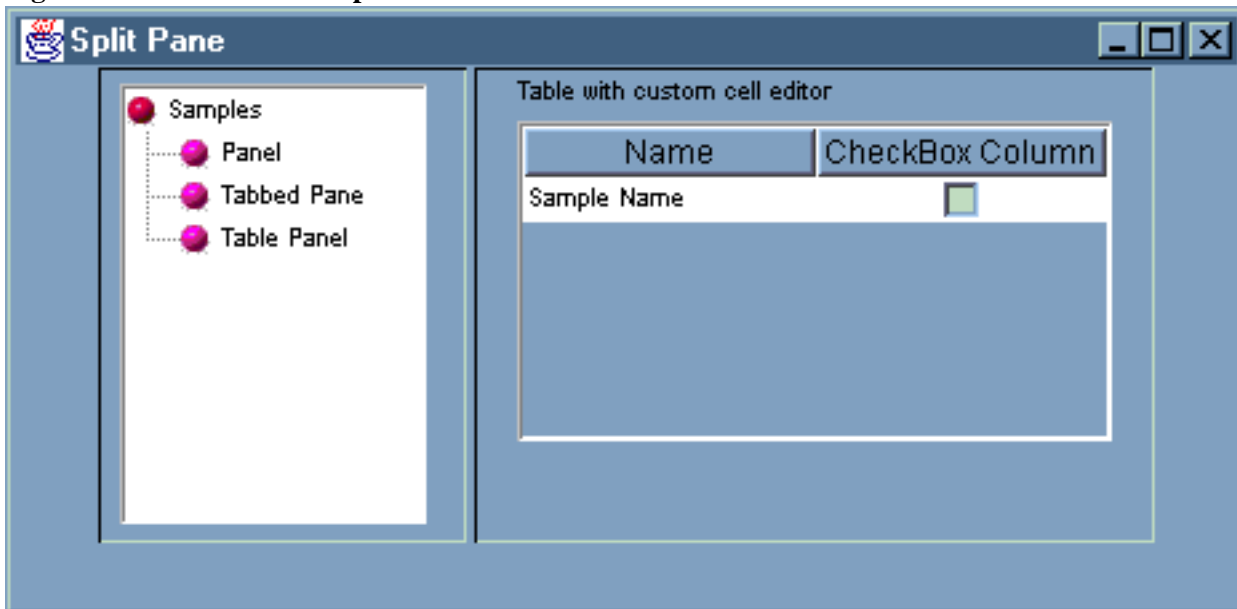 Split Pane
Samples
Panel
Tabbed Pane
Table Panel
Table with custom cell editor
Name CheckBox Column
Sample Name